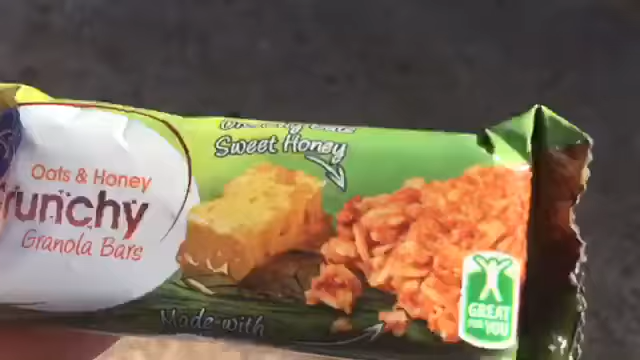 Sweet Honey
Oats & Honey
runchy
Granola Bars
Made with
GREAT
FOR YOU